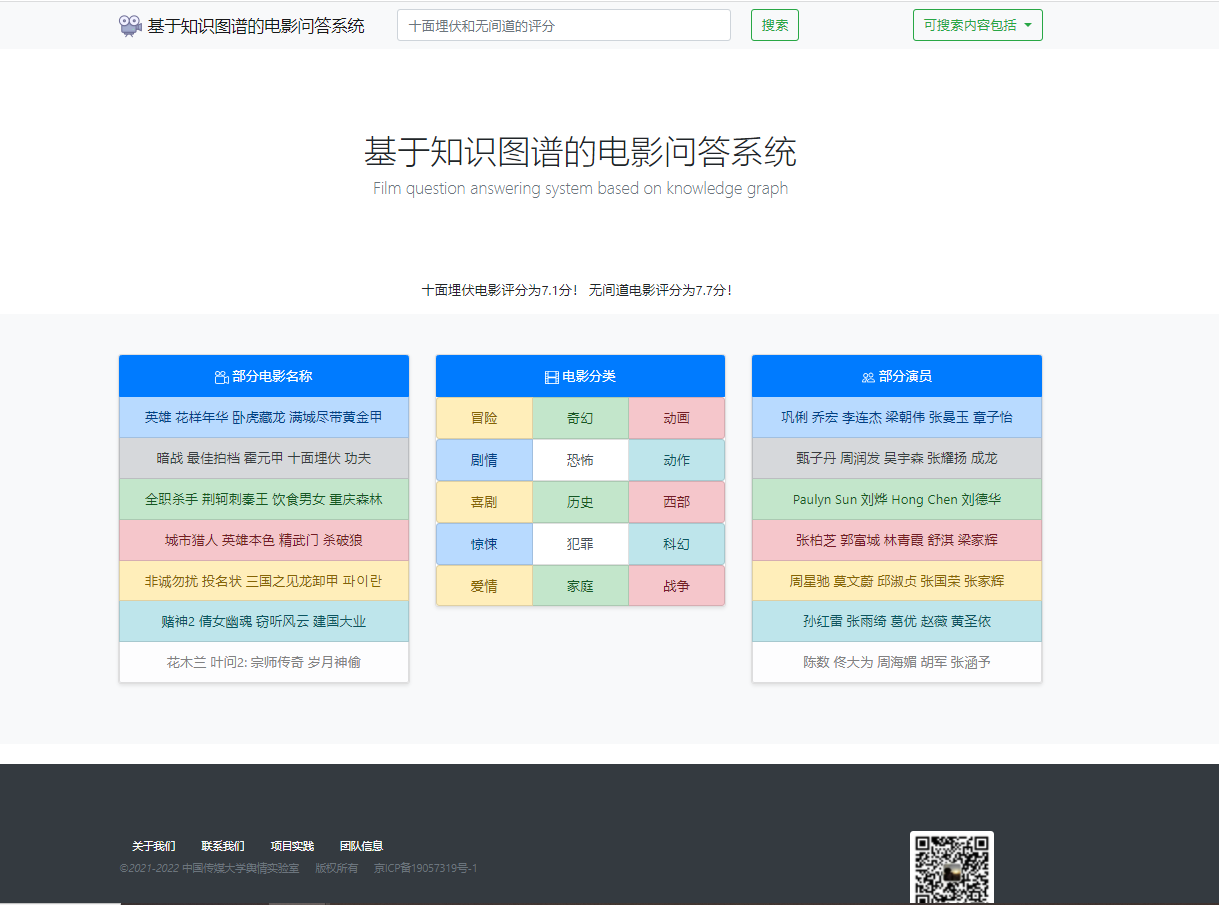 基于知识图谱的电影问答系统 十面埋伏和无间道的评分 搜索 可搜索内容包括
基于知识图谱的电影问答系统
Film question answering system based on knowledge graph
十面埋伏电影评分为7.1分！ 无间道电影评分为7.7分！
部分电影名称
英雄 花样年华 卧虎藏龙 满城尽带黄金甲
暗战 最佳拍档 霍元甲 十面埋伏 功夫
全职杀手 荆轲刺秦王 饮食男女 重庆森林
城市猎人 英雄本色 精武门 杀破狼
非诚勿扰 投名状 三国之见龙卸甲 파이란
赌神2 倩女幽魂 窃听风云 建国大业
花木兰 叶问2: 宗师传奇 岁月神偷
电影分类
冒险 奇幻 动画
剧情 恐怖 动作
喜剧 历史 西部
惊悚 犯罪 科幻
爱情 家庭 战争
部分演员
巩俐 乔宏 李连杰 梁朝伟 张曼玉 章子怡
甄子丹 周润发 吴宇森 张耀扬 成龙
Paulyn Sun 刘烨 Hong Chen 刘德华
张柏芝 郭富城 林青霞 舒淇 梁家辉
周星驰 莫文蔚 邱淑贞 张国荣 张家辉
孙红雷 张雨绮 葛优 赵薇 黄圣依
陈数 佟大为 周海媚 胡军 张涵予
关于我们 联系我们 项目实践 团队信息
©2021-2022 中国传媒大学舆情实验室 版权所有 京ICP备19057319号-1